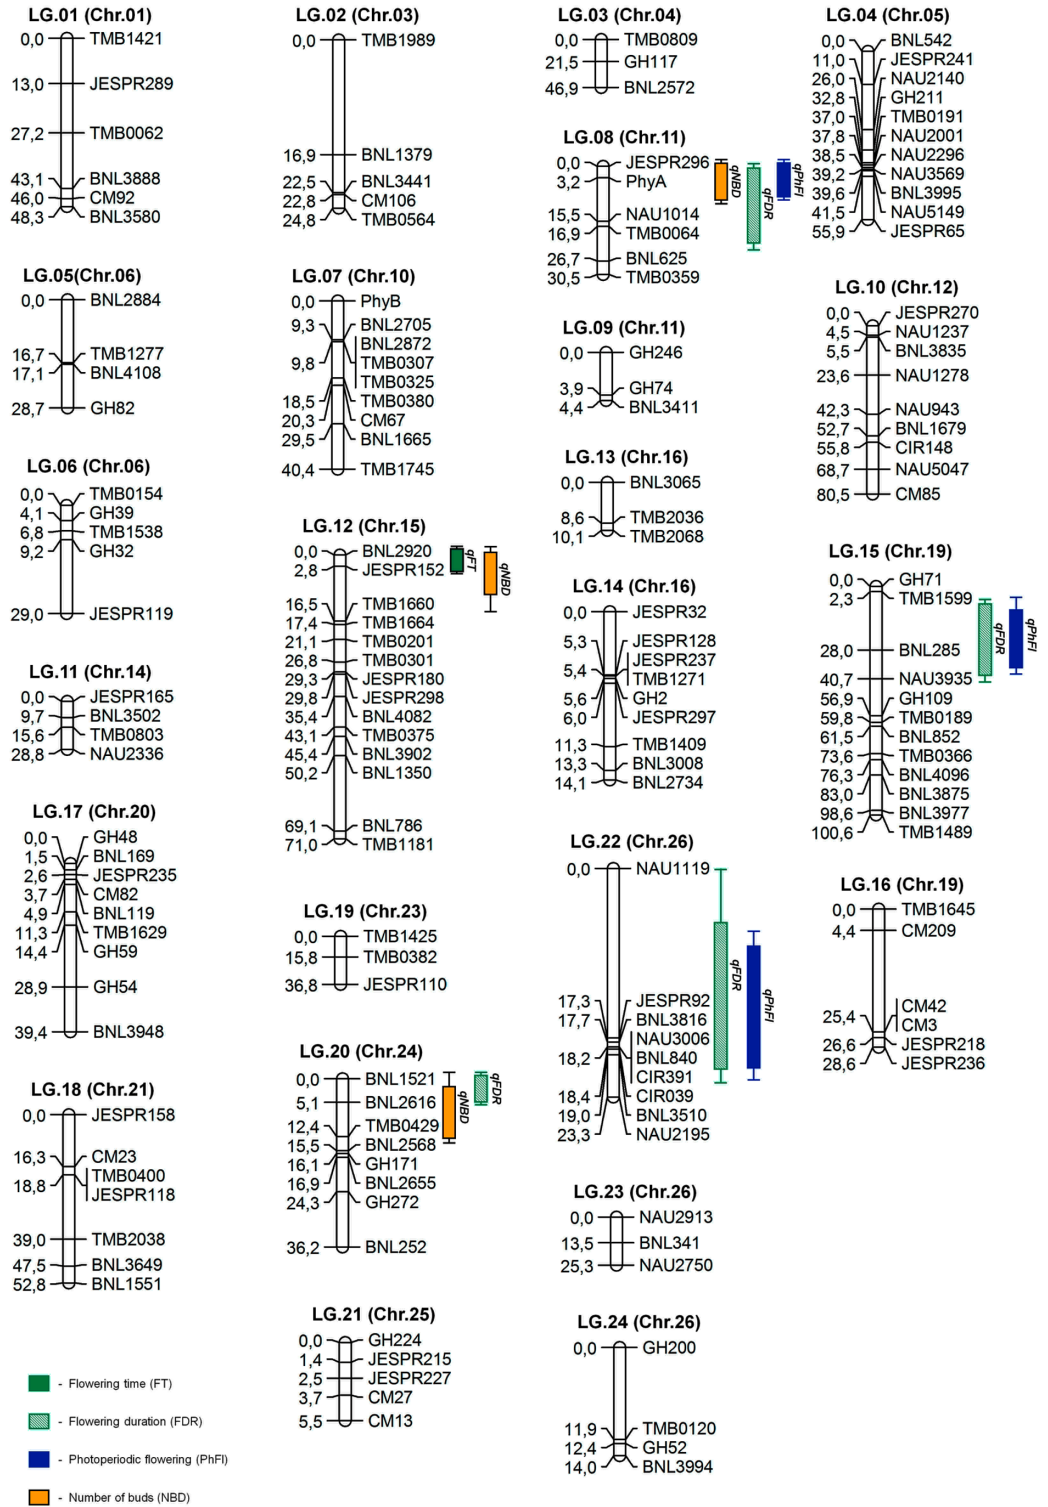 LG.01 (Chr.01)
0,0 TMB1421
13,0 JESPR289
27,2 TMB0062
43,1 BNL3888
46,0 CM92
48,3 BNL3580
LG.05(Chr.06)
0,0 BNL2884
16,7 TMB1277
17,1 BNL4108
28,7 GH82
LG.06 (Chr.06)
0,0 TMB0154
4,1 GH39
6,8 TMB1538
9,2 GH32
29,0 JESPR119
LG.11 (Chr.14)
0,0 JESPR165
9,7 BNL3502
15,6 TMB0803
28,8 NAU2336
LG.17 (Chr.20)
0,0 GH48
1,5 BNL169
2,6 JESPR235
3,7 CM82
4,9 BNL119
11,3 TMB1629
14,4 GH59
28,9 GH54
39,4 BNL3948
LG.18 (Chr.21)
0,0 JESPR158
16,3 CM23
18,8 TMB0400
JESPR118
39,0 TMB2038
47,5 BNL3649
52,8 BNL1551
- Flowering time (FT)
- Flowering duration (FDR)
- Photoperiodic flowering (PhFl)
- Number of buds (NBD)
LG.02 (Chr.03)
0,0 TMB1989
16,9 BNL1379
22,5 BNL3441
22,8 CM106
24,8 TMB0564
LG.07 (Chr.10)
0,0 PhyB
9,3 BNL2705
BNL2872
9,8 TMB0307
TMB0325
18,5 TMB0380
20,3 CM67
29,5 BNL1665
40,4 TMB1745
LG.12 (Chr.15)
0,0 BNL2920
2,8 JESPR152
16,5 TMB1660
17,4 TMB1664
21,1 TMB0201
26,8 TMB0301
29,3 JESPR180
29,8 JESPR298
35,4 BNL4082
43,1 TMB0375
45,4 BNL3902
50,2 BNL1350
69,1 BNL786
71,0 TMB1181
qFT
qNBD
LG.19 (Chr.23)
0,0 TMB1425
15,8 TMB0382
36,8 JESPR110
LG.20 (Chr.24)
0,0 BNL1521
5,1 BNL2616
12,4 TMB0429
15,5 BNL2568
16,1 GH171
16,9 BNL2655
24,3 GH272
36,2 BNL252
qNBD
qFDR
LG.21 (Chr.25)
0,0 GH224
1,4 JESPR215
2,5 JESPR227
3,7 CM27
5,5 CM13
LG.03 (Chr.04)
0,0 TMB0809
21,5 GH117
46,9 BNL2572
LG.08 (Chr.11)
0,0 JESPR296
3,2 PhyA
15,5 NAU1014
16,9 TMB0064
26,7 BNL625
30,5 TMB0359
qNBD
qFDR
qPhFl
LG.09 (Chr.11)
0,0 GH246
3,9 GH74
4,4 BNL3411
LG.13 (Chr.16)
0,0 BNL3065
8,6 TMB2036
10,1 TMB2068
LG.14 (Chr.16)
0,0 JESPR32
5,3 JESPR128
JESPR237
5,4 TMB1271
5,6 GH2
6,0 JESPR297
11,3 TMB1409
13,3 BNL3008
14,1 BNL2734
LG.22 (Chr.26)
0,0 NAU1119
17,3 JESPR92
17,7 BNL3816
NAU3006
18,2 BNL840
CIR391
18,4 CIR039
19,0 BNL3510
23,3 NAU2195
qFDR
qPhFl
LG.23 (Chr.26)
0,0 NAU2913
13,5 BNL341
25,3 NAU2750
LG.24 (Chr.26)
0,0 GH200
11,9 TMB0120
12,4 GH52
14,0 BNL3994
LG.04 (Chr.05)
0,0 BNL542
11,0 JESPR241
26,0 NAU2140
32,8 GH211
37,0 TMB0191
37,8 NAU2001
38,5 NAU2296
39,2 NAU3569
39,6 BNL3995
41,5 NAU5149
55,9 JESPR65
LG.10 (Chr.12)
0,0 JESPR270
4,5 NAU1237
5,5 BNL3835
23,6 NAU1278
42,3 NAU943
52,7 BNL1679
55,8 CIR148
68,7 NAU5047
80,5 CM85
LG.15 (Chr.19)
0,0 GH71
2,3 TMB1599
28,0 BNL285
40,7 NAU3935
56,9 GH109
59,8 TMB0189
61,5 BNL852
73,6 TMB0366
76,3 BNL4096
83,0 BNL3875
98,6 BNL3977
100,6 TMB1489
qFDR
qPhFl
LG.16 (Chr.19)
0,0 TMB1645
4,4 CM209
CM42
25,4 CM3
26,6 JESPR218
28,6 JESPR236